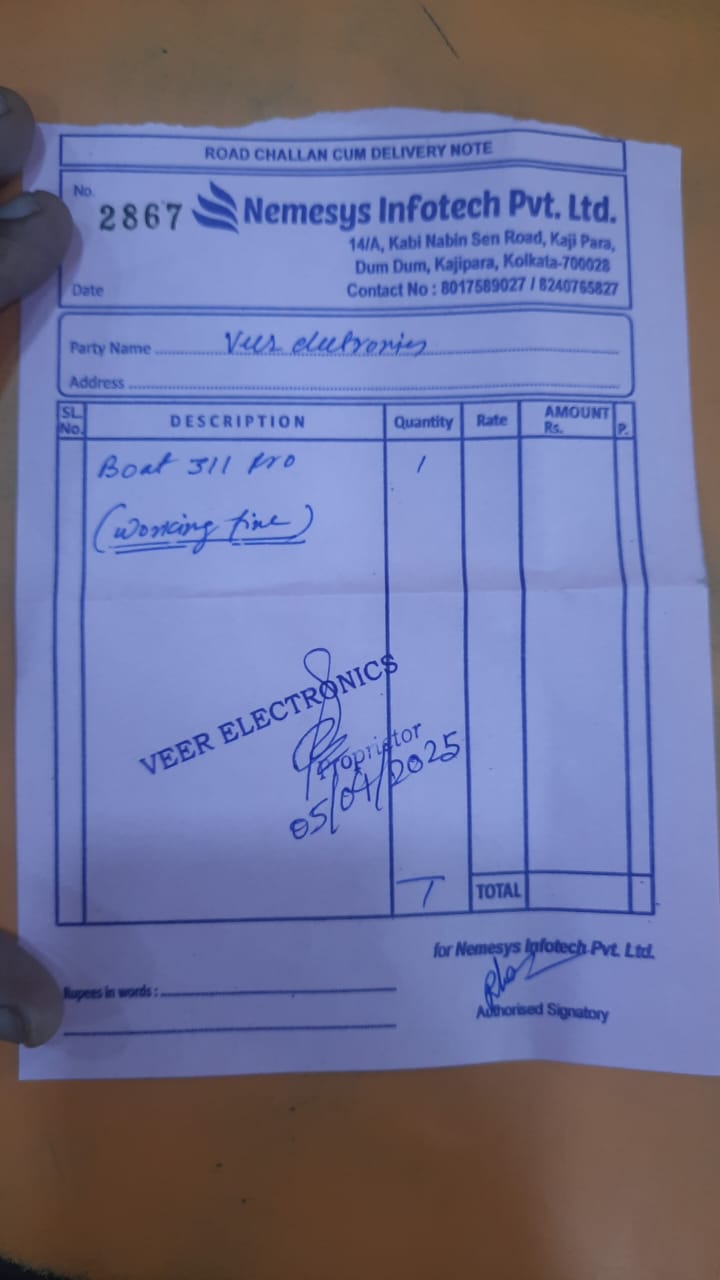 ROAD CHALLAN CUM DELIVERY NOTE
No. 2867
Nemesys Infotech Pvt. Ltd.
14/A, Kabi Nabin Sen Road, Kaji Para,
Dum Dum, Kajipara, Kolkata-700028
Date
Contact No : 8017589027 / 8240765827
Party Name Veer electronics
Address
SL. No. DESCRIPTION Quantity Rate AMOUNT Rs. P.
Boat 311 Pro 1
(Working fine)
VEER ELECTRONICS
Proprietor
05/04/2025
1 TOTAL
for Nemesys Infotech Pvt. Ltd.
Rupees in words :
Authorised Signatory